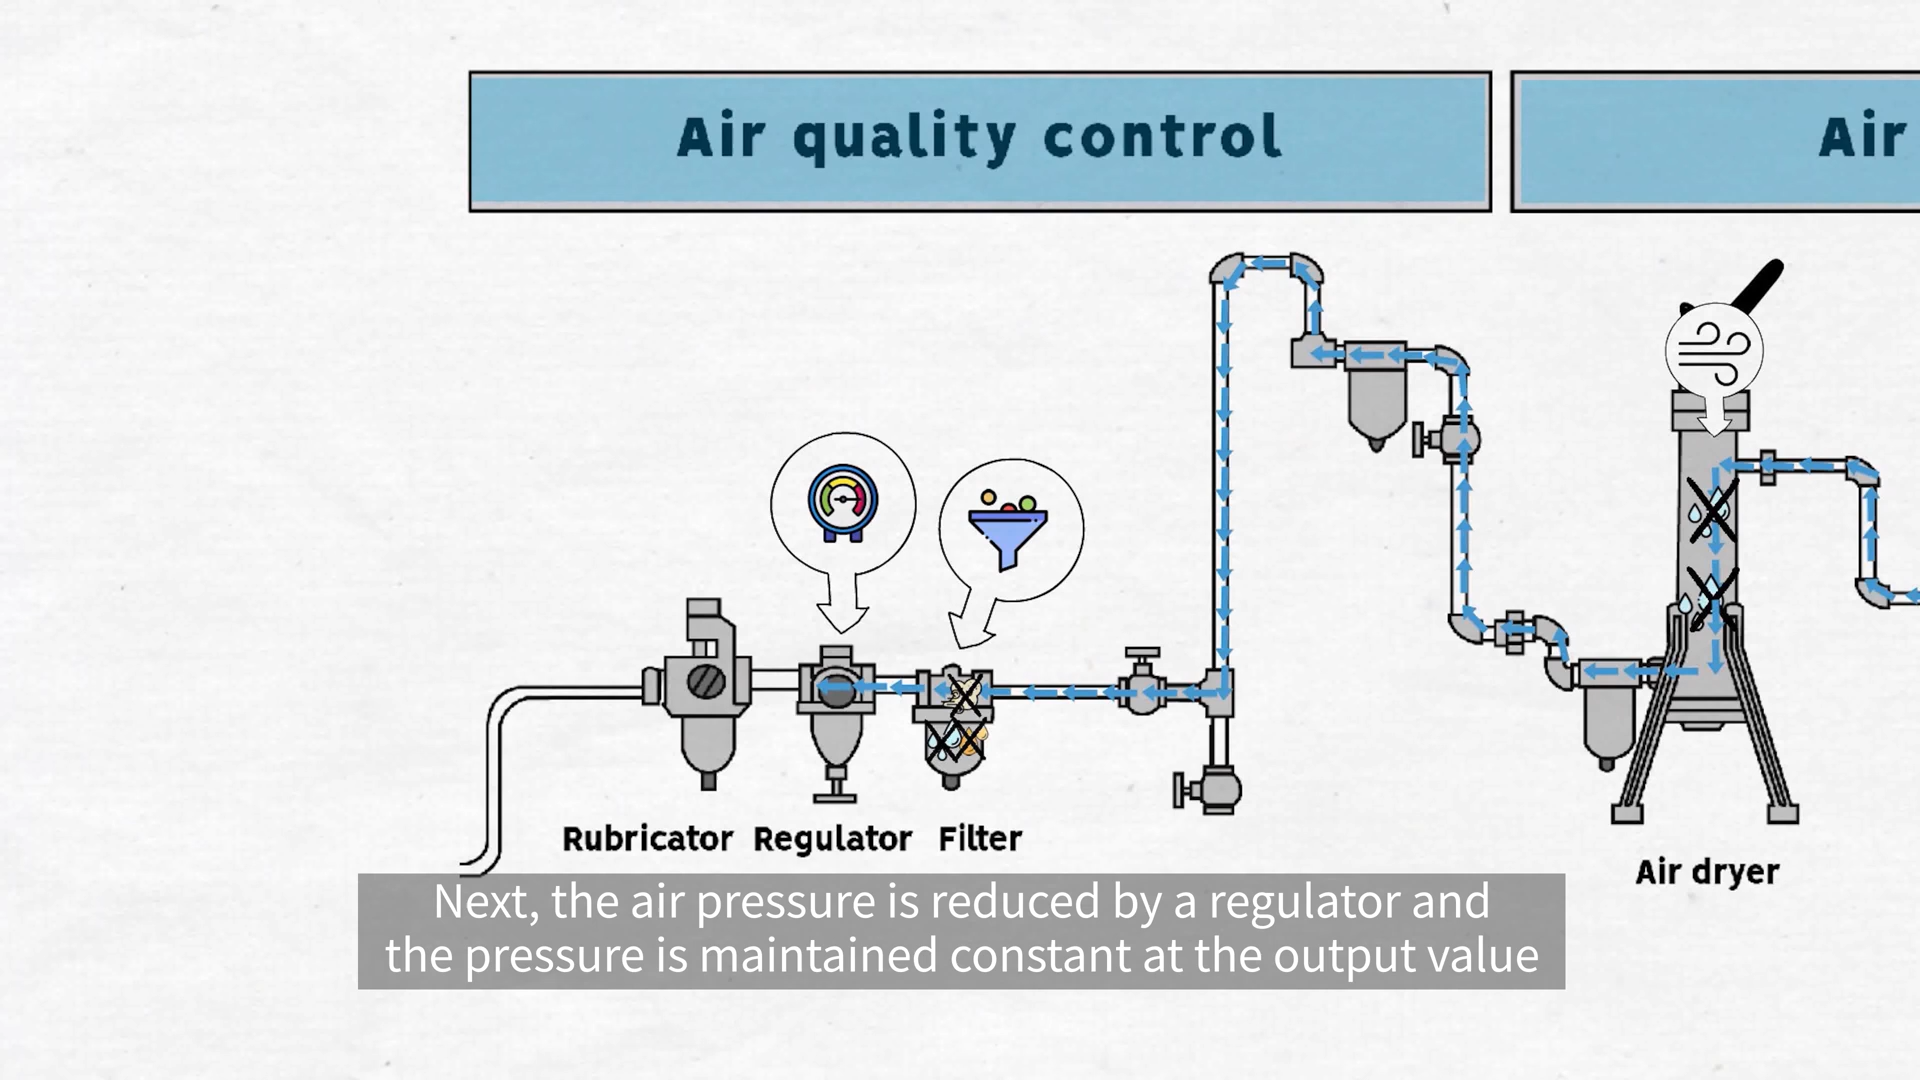 Air quality control
Air
Rubricator Regulator Filter
Air dryer
Next, the air pressure is reduced by a regulator and
the pressure is maintained constant at the output value